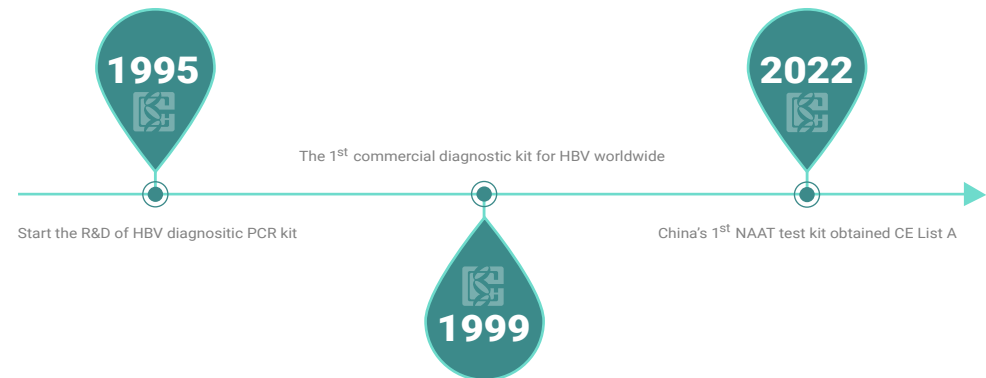 1995
2022
The 1st commercial diagnostic kit for HBV worldwide
Start the R&D of HBV diagnositic PCR kit
China's 1st NAAT test kit obtained CE List A
1999